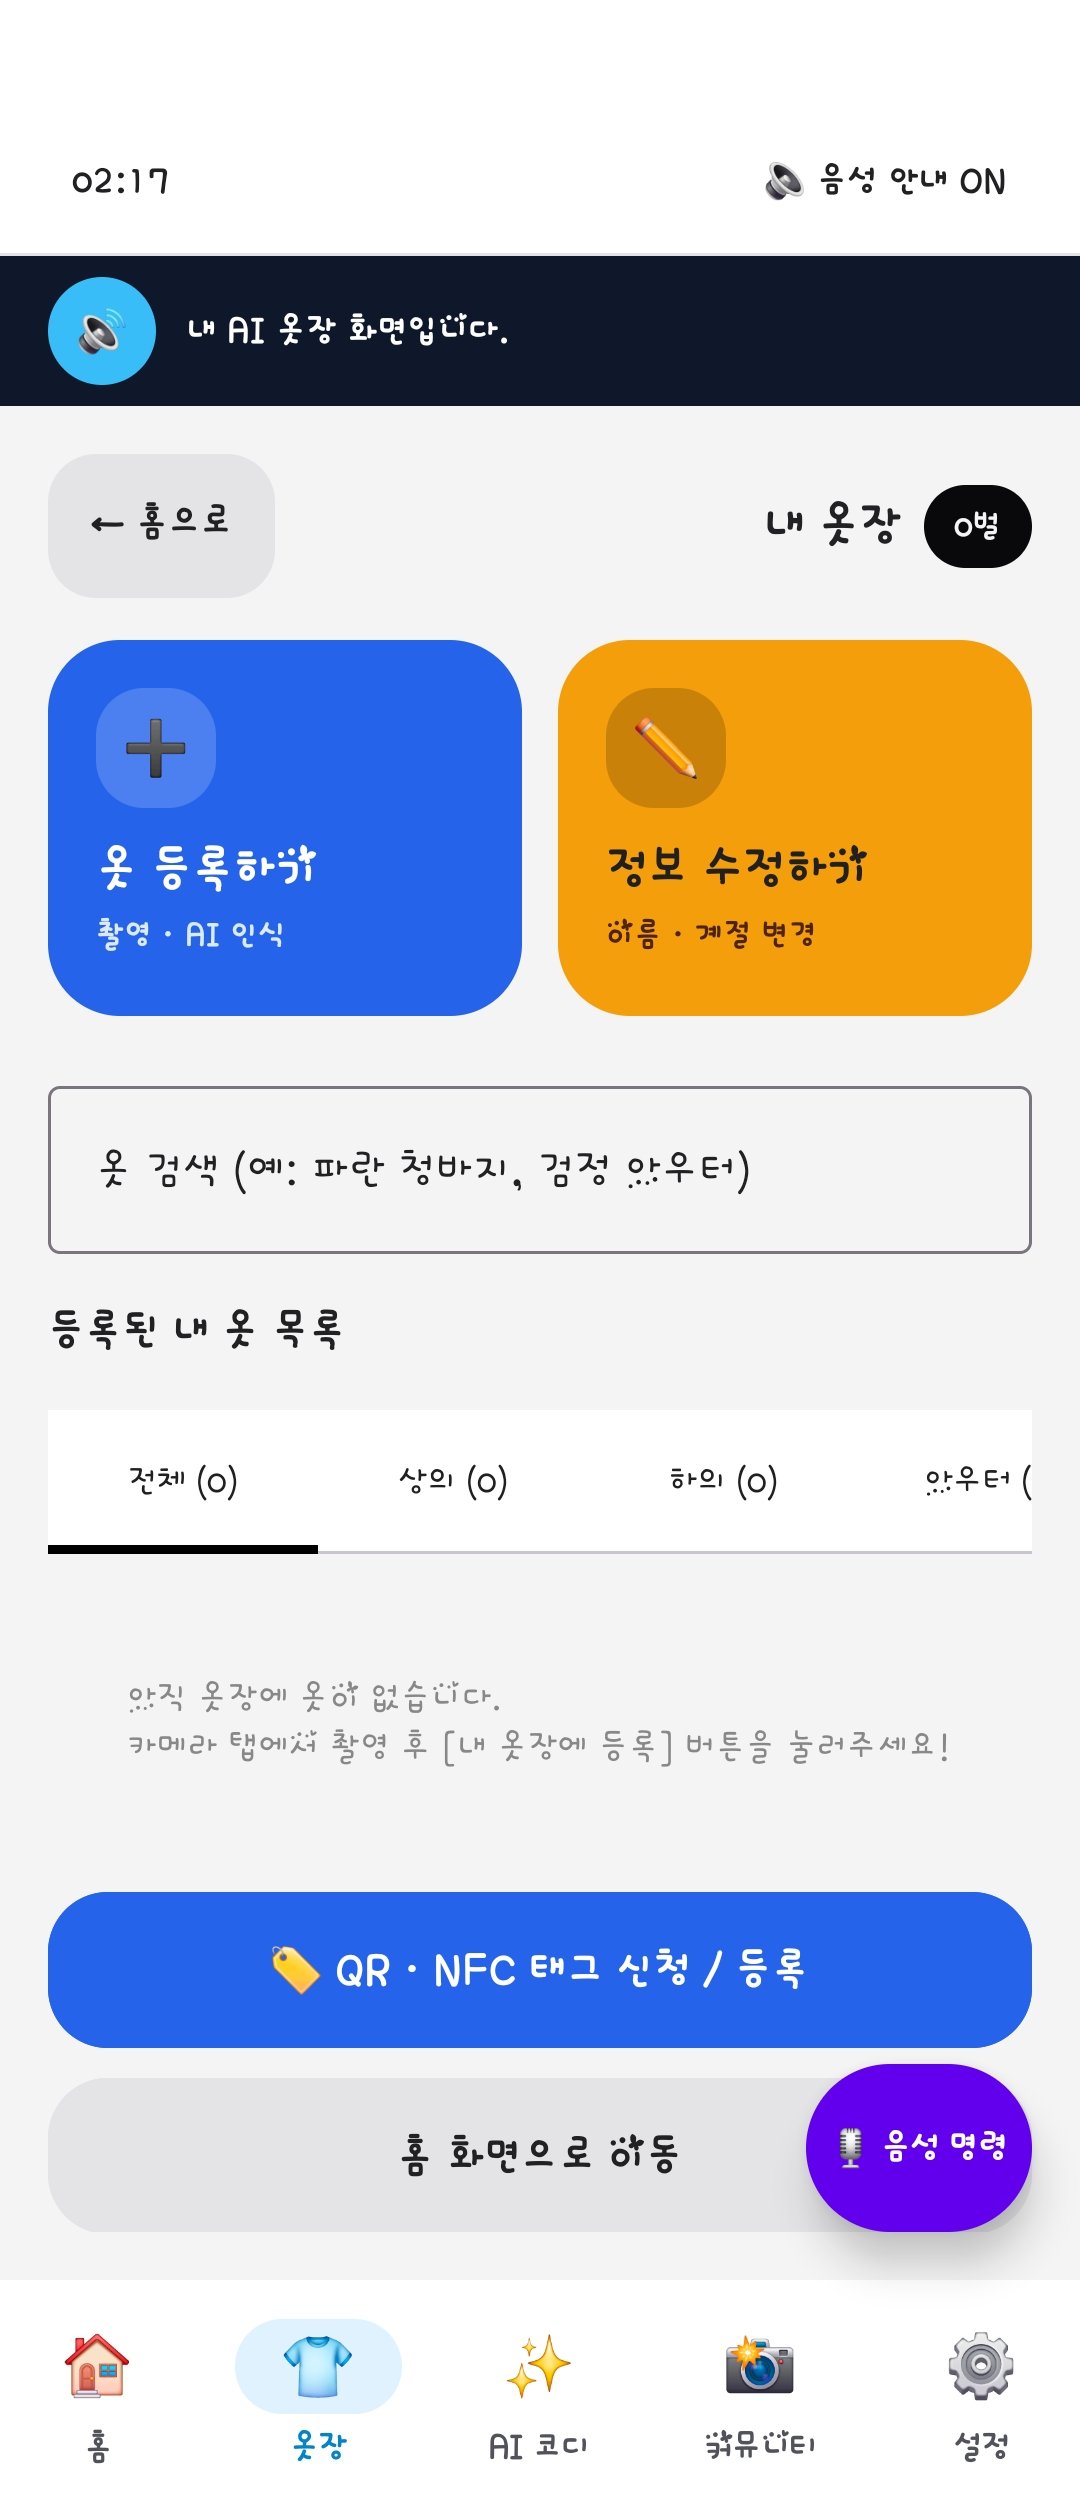 02:17
음성 안내 ON
내 AI 옷장 화면입니다.
← 홈으로
내 옷장
0벌
옷 등록하기
촬영 · AI 인식
정보 수정하기
이름 · 계절 변경
옷 검색 (예: 파란 청바지, 검정 아우터)
등록된 내 옷 목록
전체 (0)
상의 (0)
하의 (0)
아우터 (
아직 옷장에 옷이 없습니다.
카메라 탭에서 촬영 후 [내 옷장에 등록] 버튼을 눌러주세요!
QR · NFC 태그 신청 / 등록
홈 화면으로 이동
음성 명령
홈
옷장
AI 코디
커뮤니티
설정